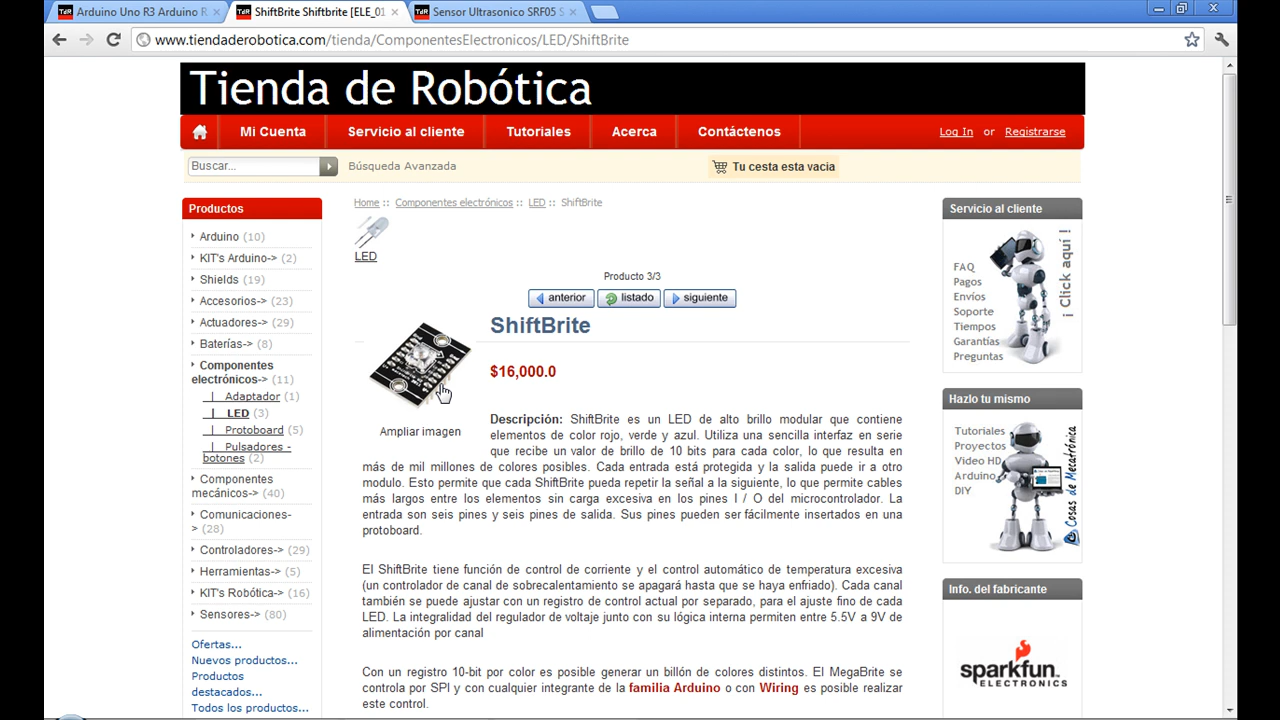 Arduino Uno R3 Arduino R
ShiftBrite Shiftbrite [ELE_01
Sensor Ultrasonico SRF05 S
www.tiendaderobotica.com/tienda/ComponentesElectronicos/LED/ShiftBrite
Tienda de Robótica
Mi Cuenta
Servicio al cliente
Tutoriales
Acerca
Contáctenos
Log In or Registrarse
Buscar...
Búsqueda Avanzada
Tu cesta esta vacia
Productos
Arduino (10)
KIT's Arduino-> (2)
Shields (19)
Accesorios-> (23)
Actuadores-> (29)
Baterías-> (8)
Componentes
electrónicos-> (11)
| Adaptador (1)
| LED (3)
| Protoboard (5)
| Pulsadores -
botones (2)
Componentes
mecánicos-> (40)
Comunicaciones-
> (28)
Controladores-> (29)
Herramientas-> (5)
KIT's Robótica-> (16)
Sensores-> (80)
Ofertas...
Nuevos productos...
Productos
destacados...
Todos los productos...
Home :: Componentes electrónicos :: LED :: ShiftBrite
LED
Producto 3/3
anterior
listado
siguiente
ShiftBrite
$16,000.0
Ampliar imagen
Descripción: ShiftBrite es un LED de alto brillo modular que contiene
elementos de color rojo, verde y azul. Utiliza una sencilla interfaz en serie
que recibe un valor de brillo de 10 bits para cada color, lo que resulta en
más de mil millones de colores posibles. Cada entrada está protegida y la salida puede ir a otro
modulo. Esto permite que cada ShiftBrite pueda repetir la señal a la siguiente, lo que permite cables
más largos entre los elementos sin carga excesiva en los pines I / O del microcontrolador. La
entrada son seis pines y seis pines de salida. Sus pines pueden ser fácilmente insertados en una
protoboard.
El ShiftBrite tiene función de control de corriente y el control automático de temperatura excesiva
(un controlador de canal de sobrecalentamiento se apagará hasta que se haya enfriado). Cada canal
también se puede ajustar con un registro de control actual por separado, para el ajuste fino de cada
LED. La integralidad del regulador de voltaje junto con su lógica interna permiten entre 5.5V a 9V de
alimentación por canal
Con un registro 10-bit por color es posible generar un billón de colores distintos. El MegaBrite se
controla por SPI y con cualquier integrante de la familia Arduino o con Wiring es posible realizar
este control.
Servicio al cliente
FAQ
Pagos
Envíos
Soporte
Tiempos
Garantías
Preguntas
¡ Click aquí !
Hazlo tu mismo
Tutoriales
Proyectos
Video HD
Arduino
DIY
Cosas de Mecatrónica
Info. del fabricante
sparkfun
ELECTRONICS